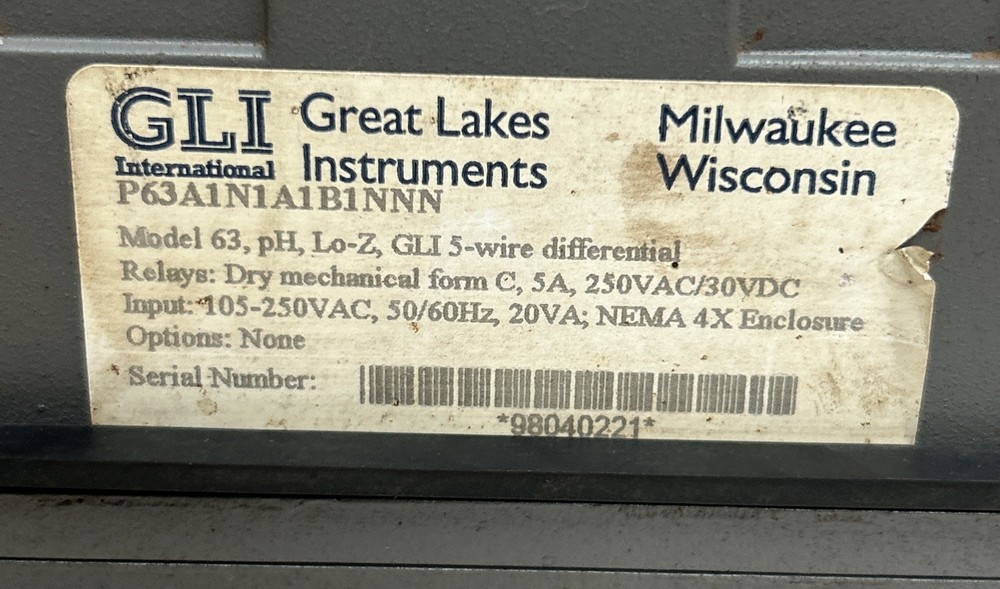 GLI Great Lakes Milwaukee
International Instruments Wisconsin
P63A1N1A1B1NNN
Model 63, pH, Lo-Z, GLI 5-wire differential
Relays: Dry mechanical form C, 5A, 250VAC/30VDC
Input: 105-250VAC, 50/60Hz, 20VA; NEMA 4X Enclosure
Options: None
Serial Number:
*98040221*